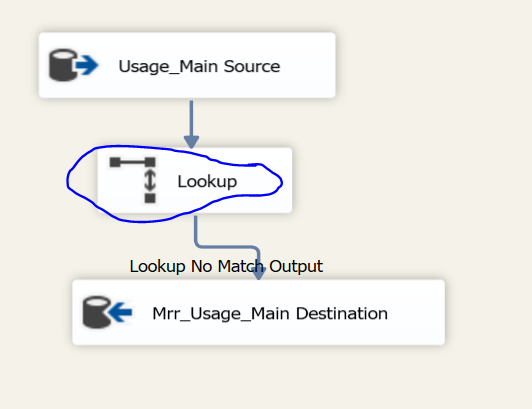 Usage_Main Source
Lookup
Lookup No Match Output
Mrr_Usage_Main Destination